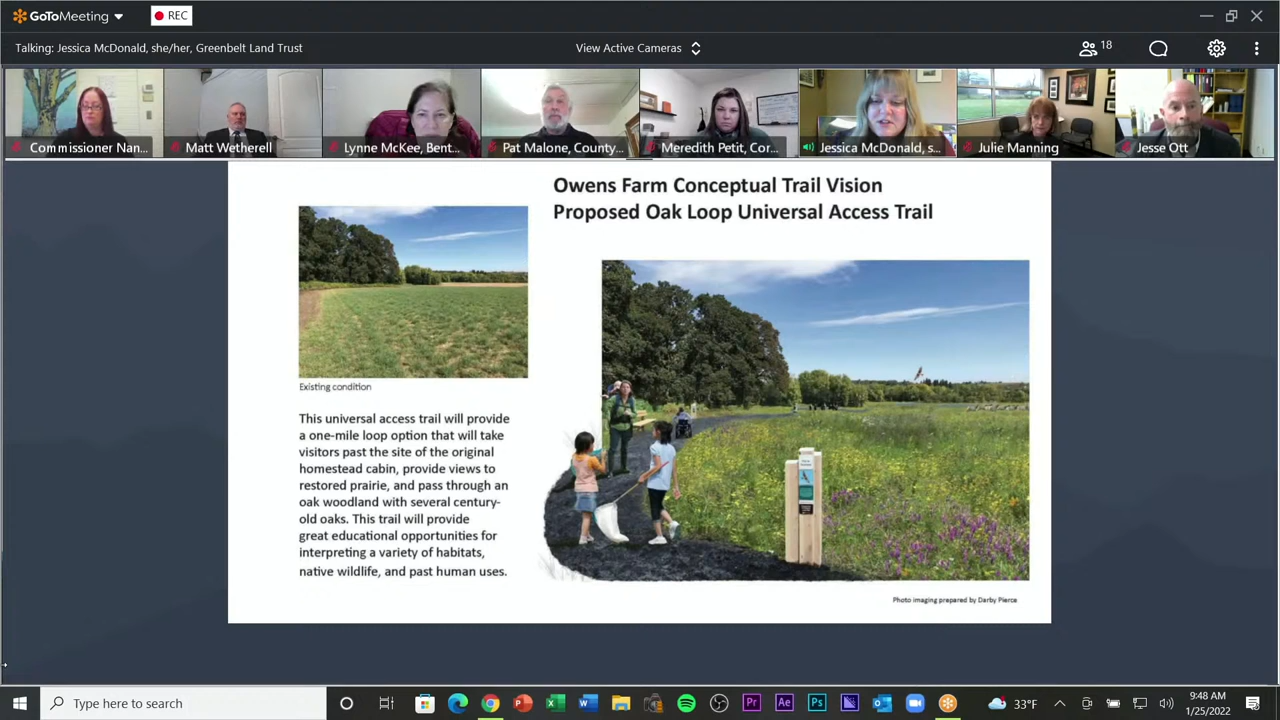 GoToMeeting
REC
Talking: Jessica McDonald, she/her, Greenbelt Land Trust
View Active Cameras
18
Commissioner Nan...
Matt Wetherell
Lynne McKee, Bent...
Pat Malone, County...
Meredith Petit, Cor...
Jessica McDonald, s...
Julie Manning
Jesse Ott
Owens Farm Conceptual Trail Vision
Proposed Oak Loop Universal Access Trail
Existing condition
This universal access trail will provide
a one-mile loop option that will take
visitors past the site of the original
homestead cabin, provide views to
restored prairie, and pass through an
oak woodland with several century-
old oaks. This trail will provide
great educational opportunities for
interpreting a variety of habitats,
native wildlife, and past human uses.
Photo imaging prepared by Darby Pierce
Type here to search
Pr
Ae
Ps
33°F
9:48 AM
1/25/2022